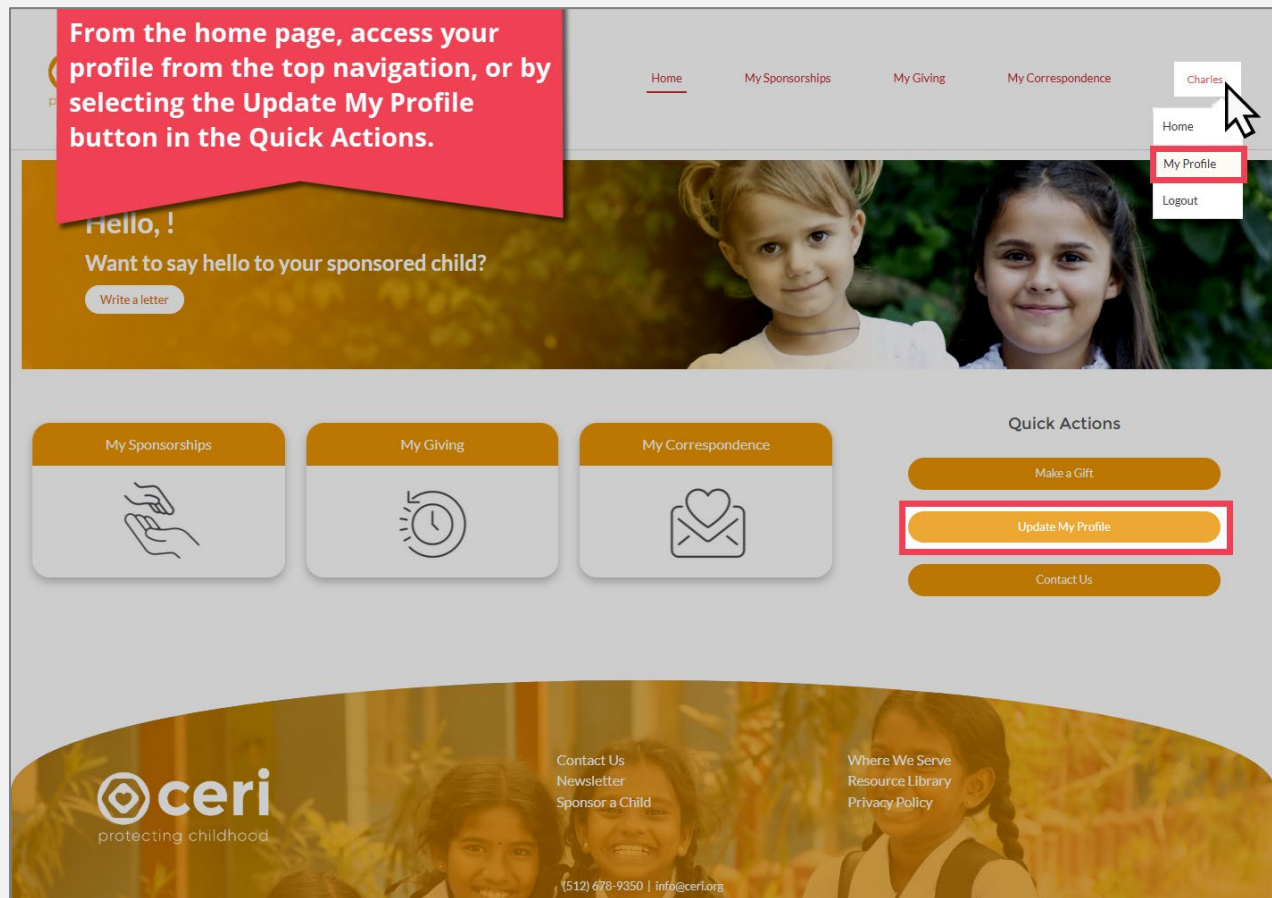 From the home page, access your
profile from the top navigation, or by
selecting the Update My Profile
button in the Quick Actions.
Home
My Sponsorships
My Giving
My Correspondence
Charles
Home
My Profile
Logout
Hello, !
Want to say hello to your sponsored child?
Write a letter
My Sponsorships
My Giving
My Correspondence
Quick Actions
Make a Gift
Update My Profile
Contact Us
ceri
protecting childhood
Contact Us
Newsletter
Sponsor a Child
Where We Serve
Resource Library
Privacy Policy
(512) 678-9350 | info@ceri.org